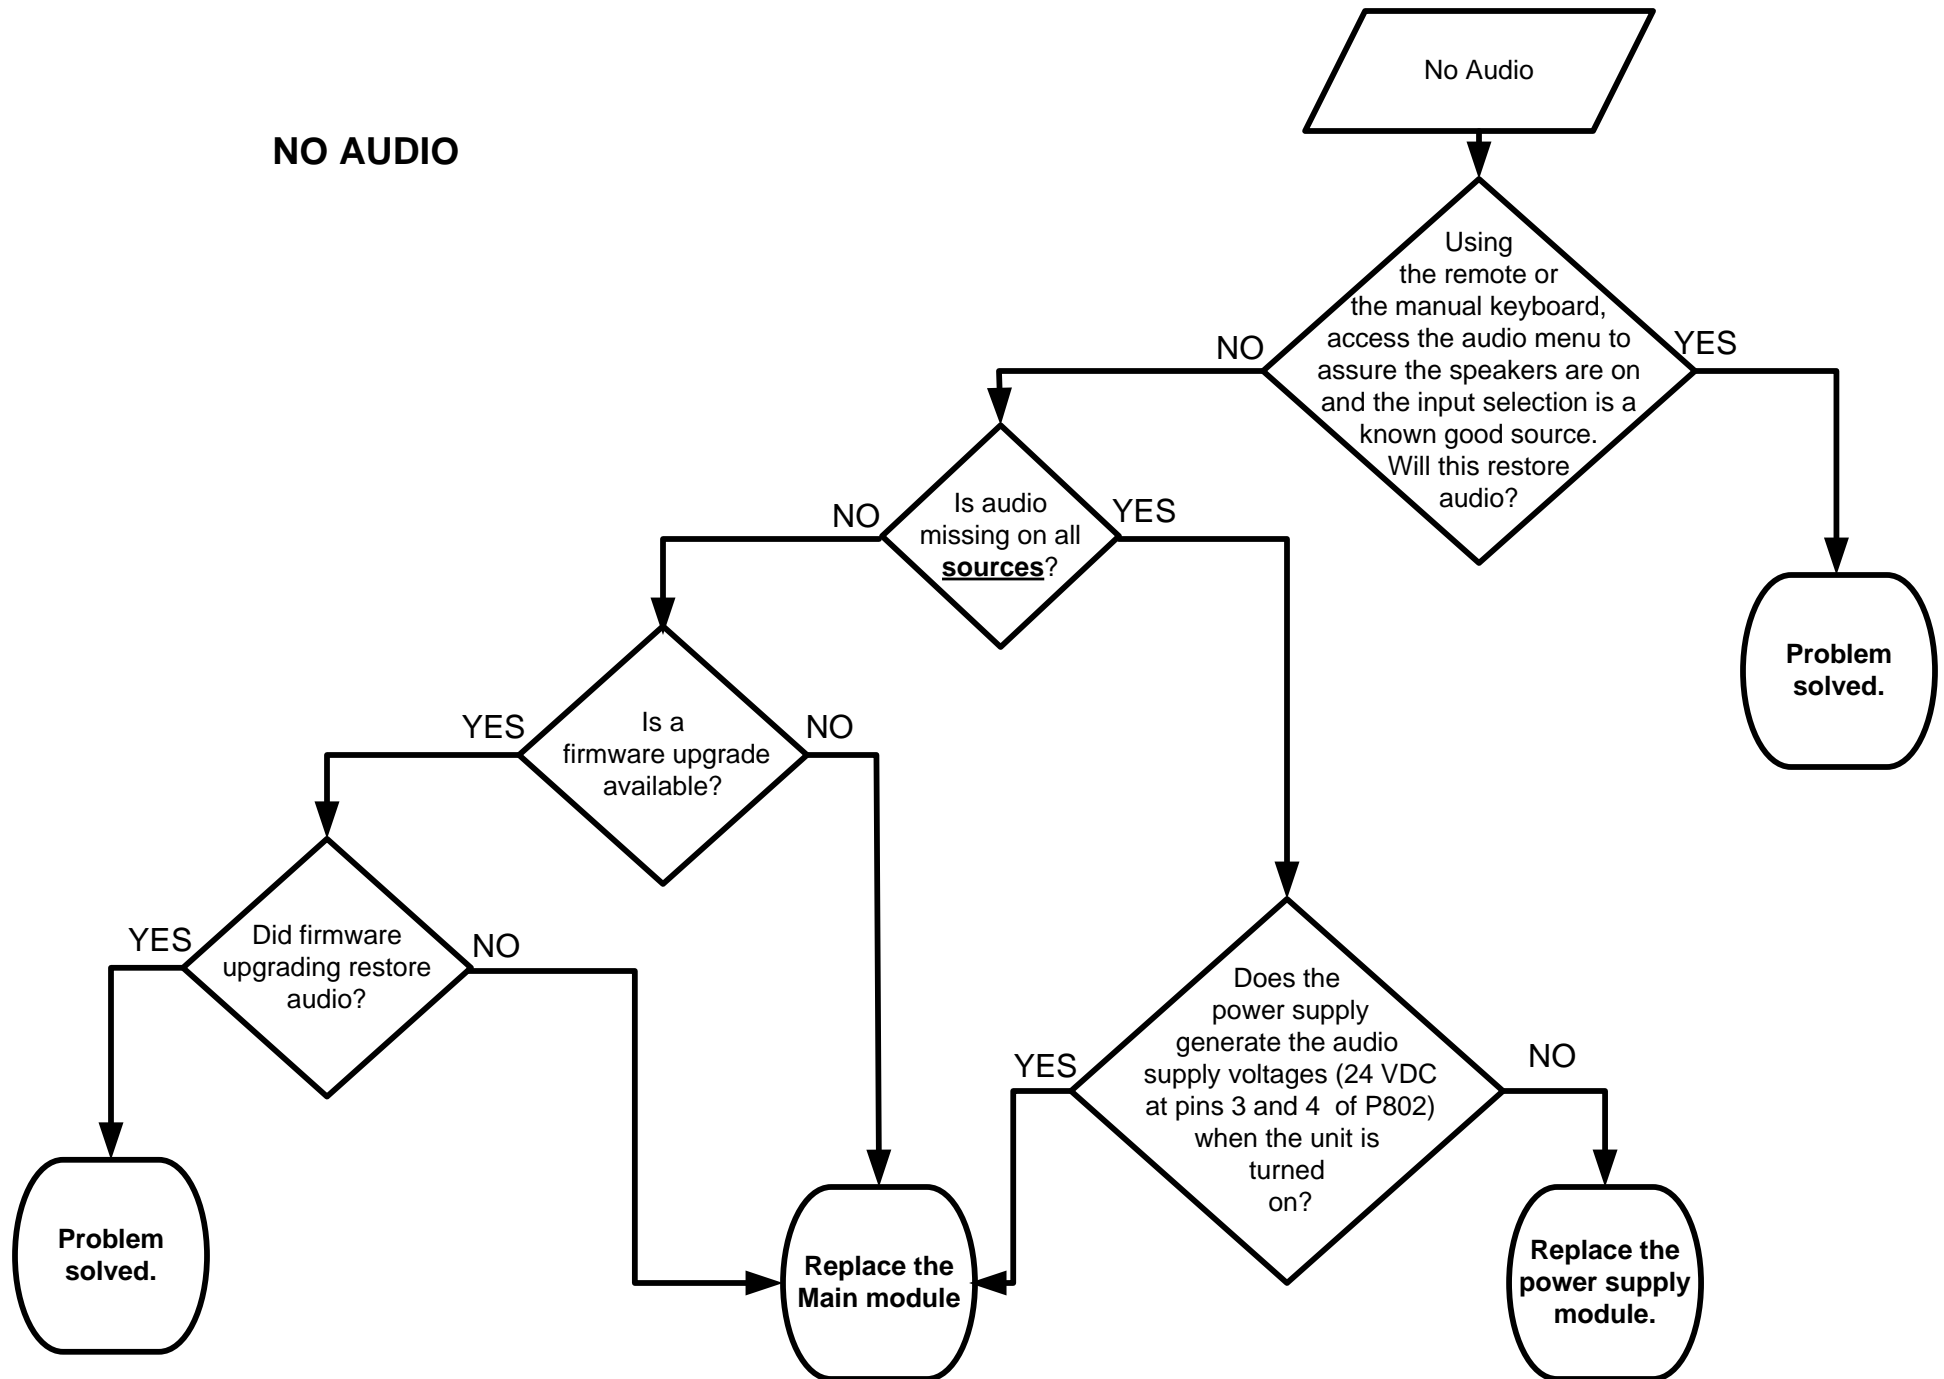 No Audio
NO AUDIO
Using
the remote or
the manual keyboard,
access the audio menu to
assure the speakers are on
and the input selection is a
known good source.
Will this restore
audio?
NO
YES
Is audio
missing on all
sources?
NO
YES
Problem
solved.
Is a
firmware upgrade
available?
YES
NO
Did firmware
upgrading restore
audio?
YES
NO
Does the
power supply
generate the audio
supply voltages (24 VDC
at pins 3 and 4  of P802)
when the unit is
turned
on?
YES
NO
Problem
solved.
Replace the
Main module
Replace the
power supply
module.